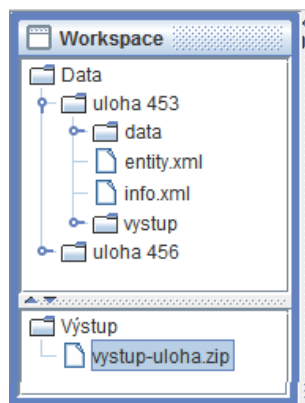 Workspace
Data
uloha 453
data
entity.xml
info.xml
vystup
uloha 456
Výstup
vystup-uloha.zip